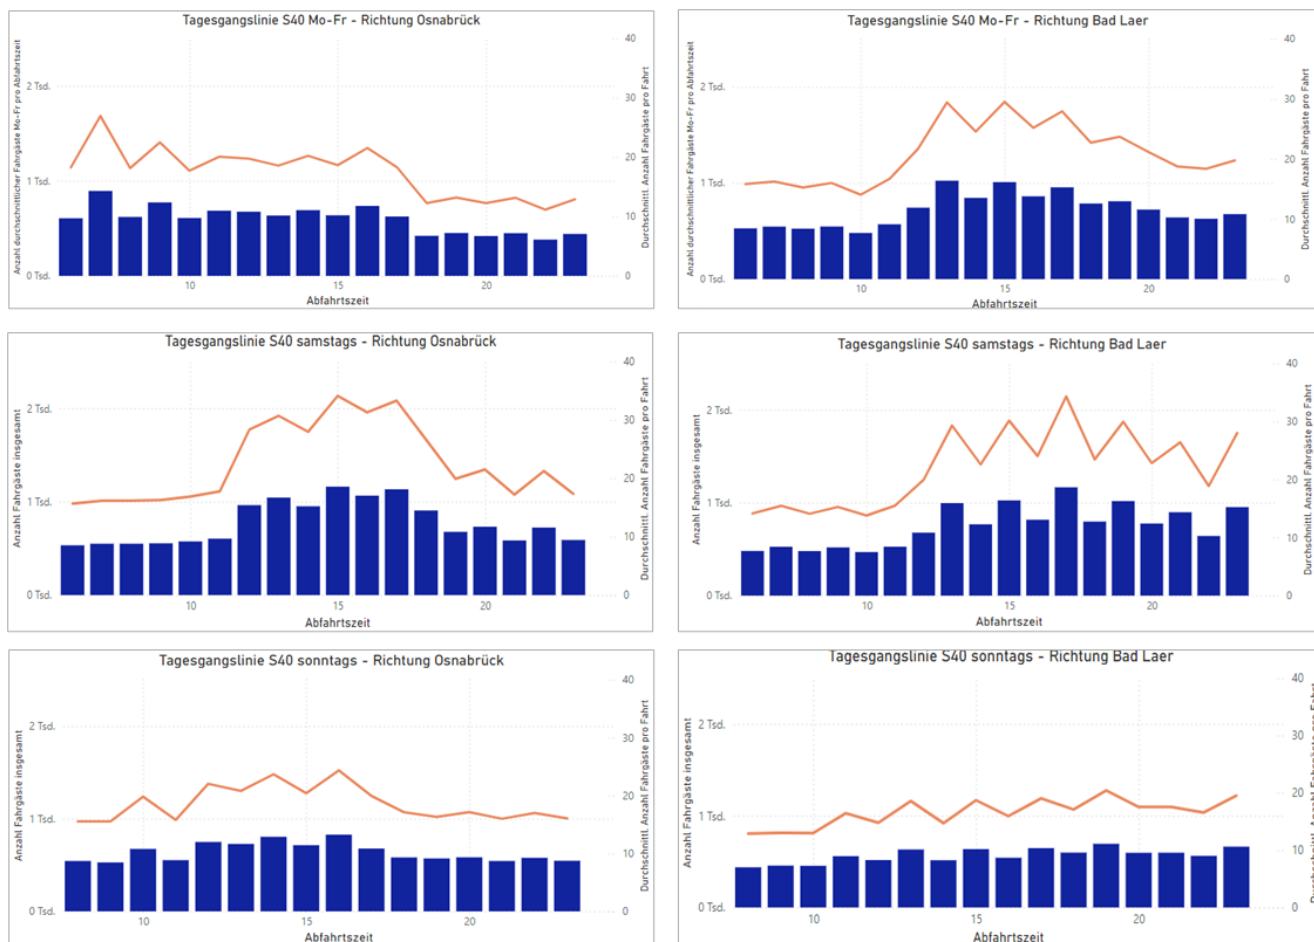 Tagesgangslinie S40 Mo-Fr - Richtung Osnabrück
Anzahl durchschnittlicher Fahrgäste Mo-Fr pro Abfahrtszeit
2 Tsd.
1 Tsd.
0 Tsd.
10
15
20
Abfahrtszeit
40
30
20
10
0
Durchschnittl. Anzahl Fahrgäste pro Fahrt
Tagesgangslinie S40 Mo-Fr - Richtung Bad Laer
Anzahl durchschnittlicher Fahrgäste Mo-Fr pro Abfahrtszeit
2 Tsd.
1 Tsd.
0 Tsd.
10
15
20
Abfahrtszeit
40
30
20
10
0
Durchschnittl. Anzahl Fahrgäste pro Fahrt
Tagesgangslinie S40 samstags - Richtung Osnabrück
Anzahl Fahrgäste insgesamt
2 Tsd.
1 Tsd.
0 Tsd.
10
15
20
Abfahrtszeit
40
30
20
10
0
Durchschnittl. Anzahl Fahrgäste pro Fahrt
Tagesgangslinie S40 samstags - Richtung Bad Laer
Anzahl Fahrgäste insgesamt
2 Tsd.
1 Tsd.
0 Tsd.
10
15
20
Abfahrtszeit
40
30
20
10
0
Durchschnittl. Anzahl Fahrgäste pro Fahrt
Tagesgangslinie S40 sonntags - Richtung Osnabrück
Anzahl Fahrgäste insgesamt
2 Tsd.
1 Tsd.
0 Tsd.
10
15
20
Abfahrtszeit
40
30
20
10
0
Durchschnittl. Anzahl Fahrgäste pro Fahrt
Tagesgangslinie S40 sonntags - Richtung Bad Laer
Anzahl Fahrgäste insgesamt
2 Tsd.
1 Tsd.
0 Tsd.
10
15
20
Abfahrtszeit
40
30
20
10
0
Durchschnittl. Anzahl Fahrgäste pro Fahrt